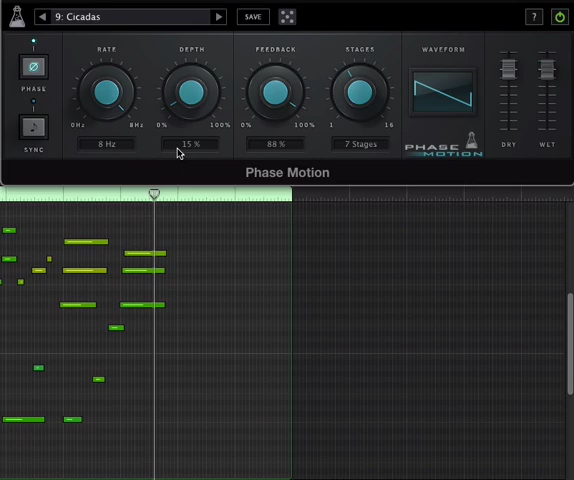 9: Cicadas
SAVE
?
RATE
DEPTH
FEEDBACK
STAGES
WAVEFORM
PHASE
0Hz
8Hz
0%
100%
0%
100%
1
16
SYNC
8 Hz
15 %
88 %
7 Stages
PHASE
MOTION
DRY
WET
Phase Motion